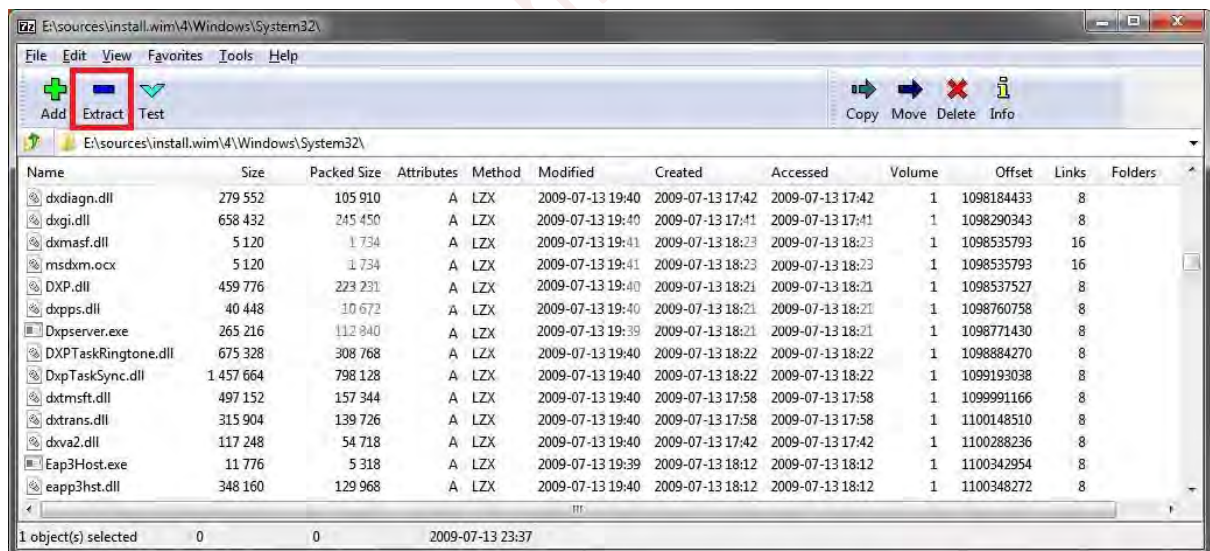 E:\sources\install.wim\4\Windows\System32\
File Edit View Favorites Tools Help
Add Extract Test Copy Move Delete Info
E:\sources\install.wim\4\Windows\System32\
Name Size Packed Size Attributes Method Modified Created Accessed Volume Offset Links Folders
dxdiagn.dll 279 552 105 910 A LZX 2009-07-13 19:40 2009-07-13 17:42 2009-07-13 17:42 1 1098184433 8
dxgi.dll 658 432 245 450 A LZX 2009-07-13 19:40 2009-07-13 17:41 2009-07-13 17:41 1 1098290343 8
dxmasf.dll 5 120 1 734 A LZX 2009-07-13 19:41 2009-07-13 18:23 2009-07-13 18:23 1 1098535793 16
msdxm.ocx 5 120 1 734 A LZX 2009-07-13 19:41 2009-07-13 18:23 2009-07-13 18:23 1 1098535793 16
DXP.dll 459 776 223 231 A LZX 2009-07-13 19:40 2009-07-13 18:21 2009-07-13 18:21 1 1098537527 8
dxpps.dll 40 448 10 672 A LZX 2009-07-13 19:40 2009-07-13 18:21 2009-07-13 18:21 1 1098760758 8
Dxpserver.exe 265 216 112 840 A LZX 2009-07-13 19:39 2009-07-13 18:21 2009-07-13 18:21 1 1098771430 8
DXPTaskRingtone.dll 675 328 308 768 A LZX 2009-07-13 19:40 2009-07-13 18:22 2009-07-13 18:22 1 1098884270 8
DxpTaskSync.dll 1 457 664 798 128 A LZX 2009-07-13 19:40 2009-07-13 18:22 2009-07-13 18:22 1 1099193038 8
dxtmsft.dll 497 152 157 344 A LZX 2009-07-13 19:40 2009-07-13 17:58 2009-07-13 17:58 1 1099991166 8
dxtrans.dll 315 904 139 726 A LZX 2009-07-13 19:40 2009-07-13 17:58 2009-07-13 17:58 1 1100148510 8
dxva2.dll 117 248 54 718 A LZX 2009-07-13 19:40 2009-07-13 17:42 2009-07-13 17:42 1 1100288236 8
Eap3Host.exe 11 776 5 318 A LZX 2009-07-13 19:39 2009-07-13 18:12 2009-07-13 18:12 1 1100342954 8
eapp3hst.dll 348 160 129 968 A LZX 2009-07-13 19:40 2009-07-13 18:12 2009-07-13 18:12 1 1100348272 8
1 object(s) selected 0 0 2009-07-13 23:37